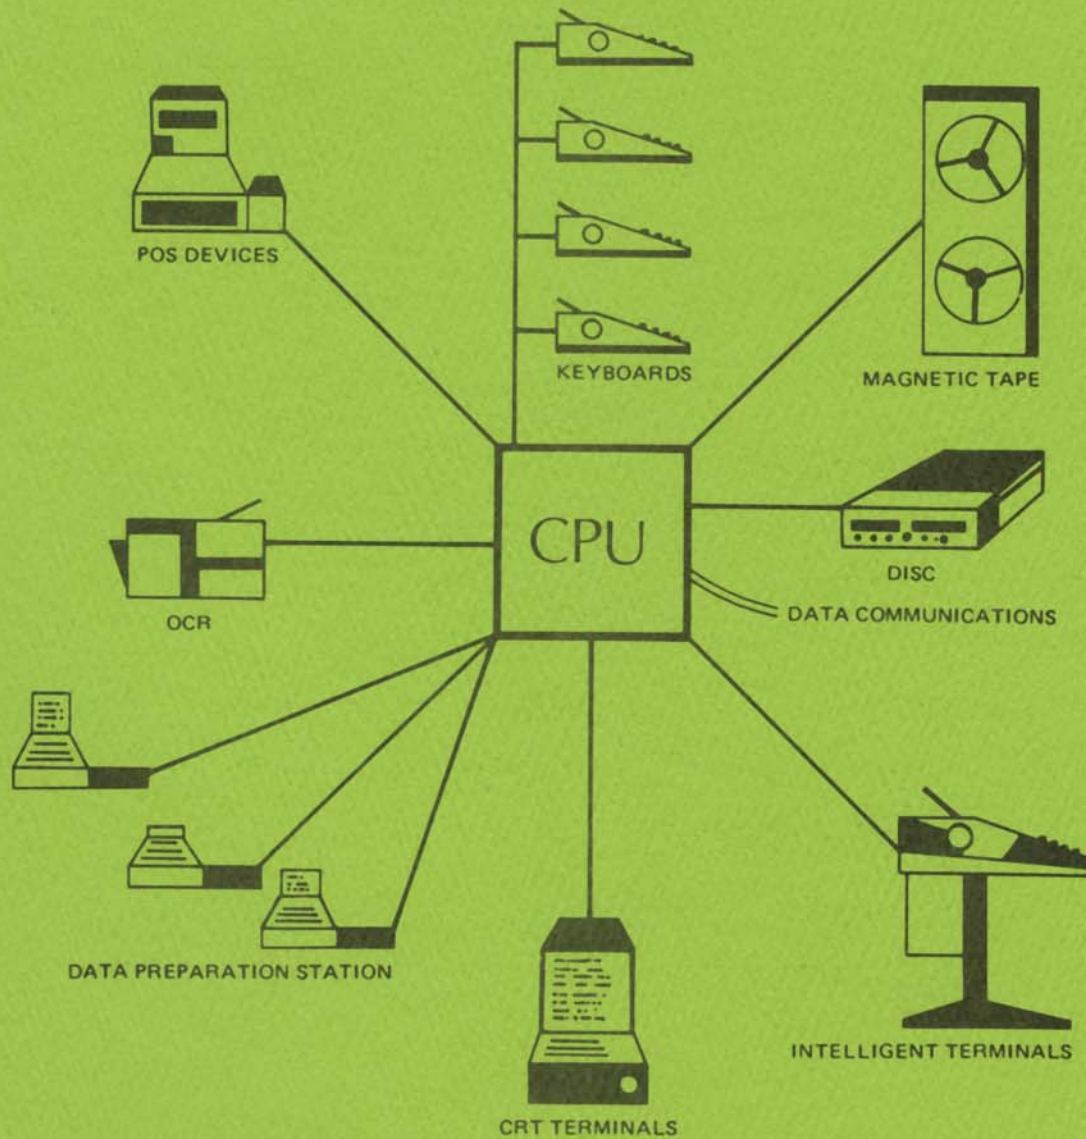 POS DEVICES
KEYBOARDS
MAGNETIC TAPE
CPU
DISC
DATA COMMUNICATIONS
OCR
DATA PREPARATION STATION
INTELLIGENT TERMINALS
CRT TERMINALS